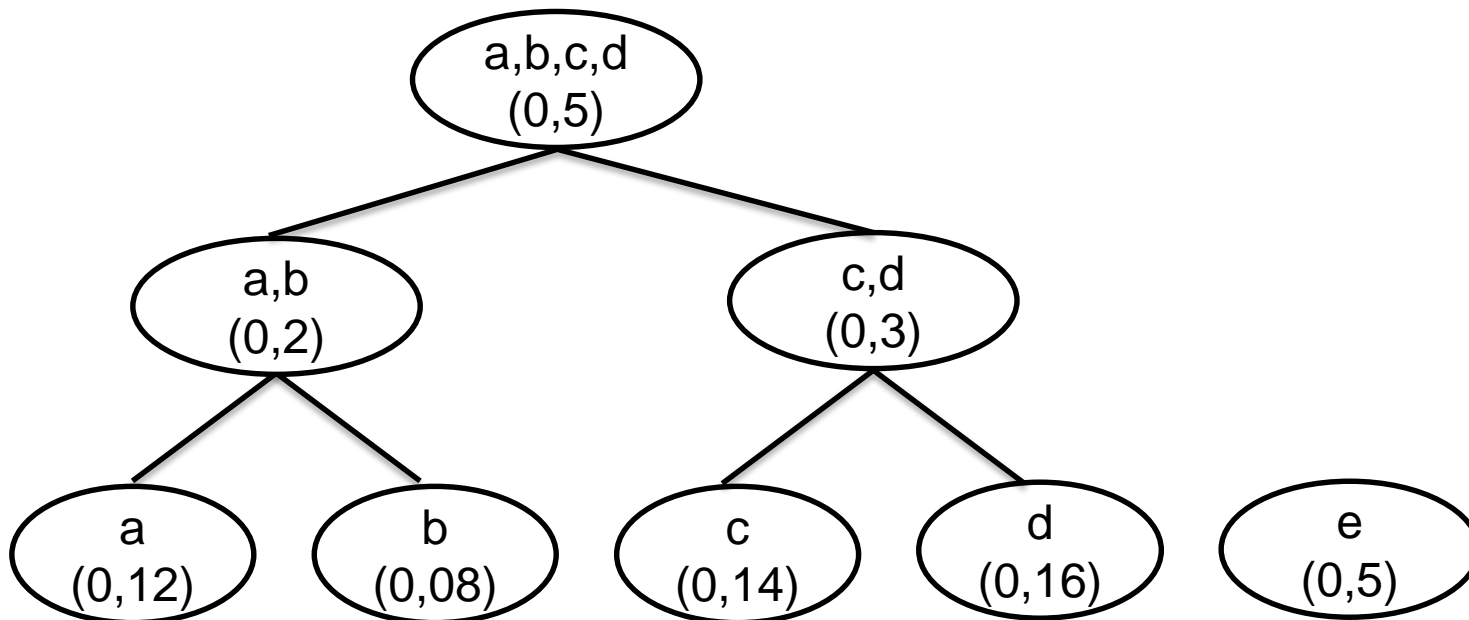 a,b,c,d
(0,5)
a,b
(0,2)
c,d
(0,3)
a
(0,12)
b
(0,08)
c
(0,14)
d
(0,16)
e
(0,5)